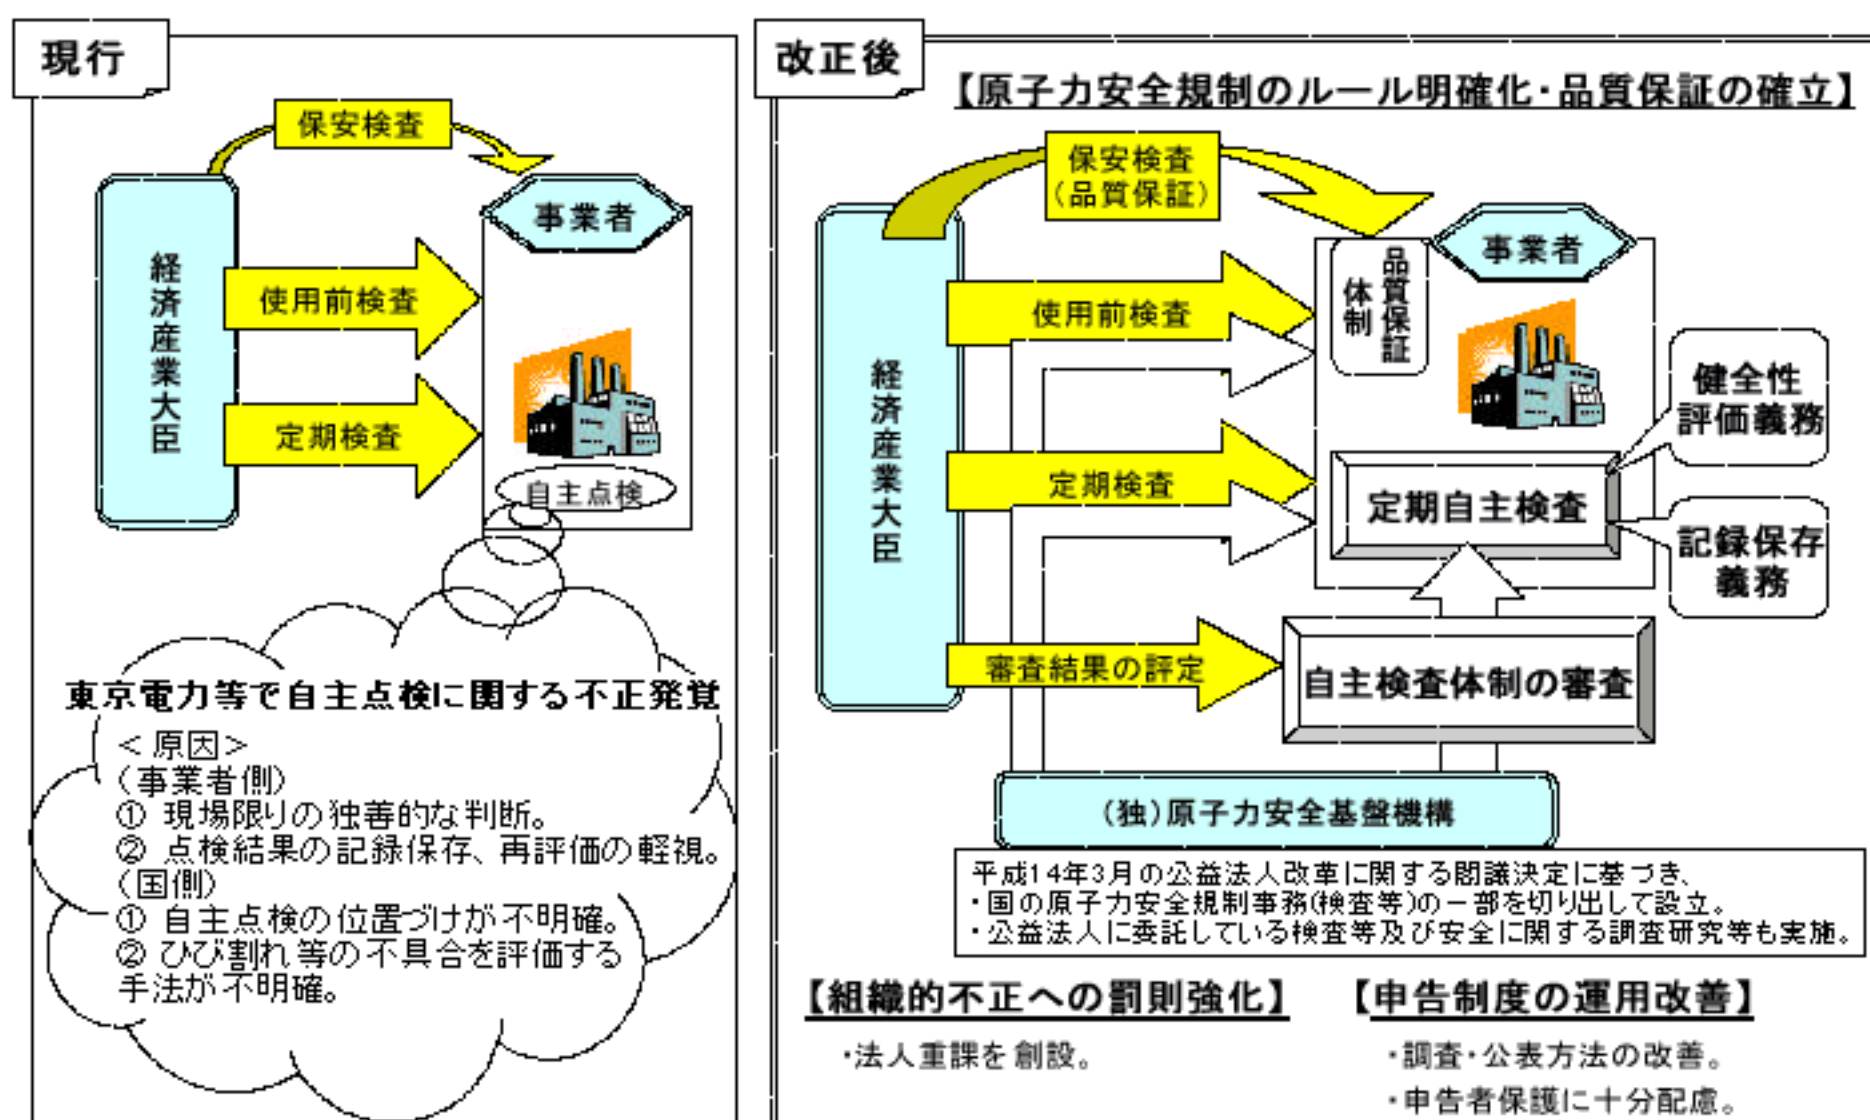 現行
保安検査
事業者
経済産業大臣
使用前検査
定期検査
自主点検
東京電力等で自主点検に関する不正発覚
＜原因＞
（事業者側）
① 現場限りの独善的な判断。
② 点検結果の記録保存、再評価の軽視。
（国側）
① 自主点検の位置づけが不明確。
② ひび割れ等の不具合を評価する
手法が不明確。
改正後
【原子力安全規制のルール明確化・品質保証の確立】
保安検査
（品質保証）
事業者
品質保証
体制
経済産業大臣
使用前検査
定期検査
健全性
評価義務
定期自主検査
記録保存
義務
審査結果の評定
自主検査体制の審査
（独）原子力安全基盤機構
平成14年3月の公益法人改革に関する閣議決定に基づき、
・国の原子力安全規制事務(検査等)の一部を切り出して設立。
・公益法人に委託している検査等及び安全に関する調査研究等も実施。
【組織的不正への罰則強化】
・法人重課を創設。
【申告制度の運用改善】
・調査・公表方法の改善。
・申告者保護に十分配慮。